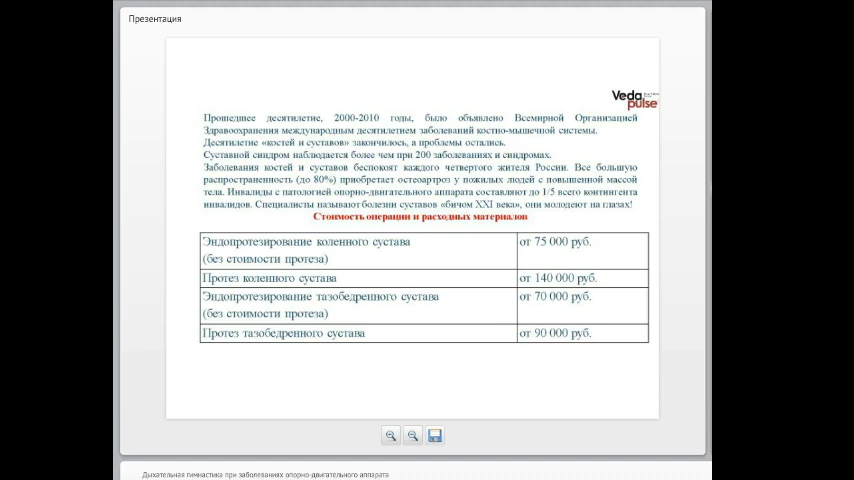 Презентация
Veda
pulse
Прошедшее десятилетие, 2000-2010 годы, было объявлено Всемирной Организацией
Здравоохранения международным десятилетием заболеваний костно-мышечной системы.
Десятилетие «костей и суставов» закончилось, а проблемы остались.
Суставной синдром наблюдается более чем при 200 заболеваниях и синдромах.
Заболевания костей и суставов беспокоят каждого четвертого жителя России. Все большую
распространенность (до 80%) приобретает остеоартроз у пожилых людей с повышенной массой
тела. Инвалиды с патологией опорно-двигательного аппарата составляют до 1/5 всего контингента
инвалидов. Специалисты называют болезни суставов «бичом XXI века», они молодеют на глазах!
Стоимость операции и расходных материалов
Эндопротезирование коленного сустава от 75 000 руб.
(без стоимости протеза)
Протез коленного сустава от 140 000 руб.
Эндопротезирование тазобедренного сустава от 70 000 руб.
(без стоимости протеза)
Протез тазобедренного сустава от 90 000 руб.
Дыхательная гимнастика при заболеваниях опорно-двигательного аппарата